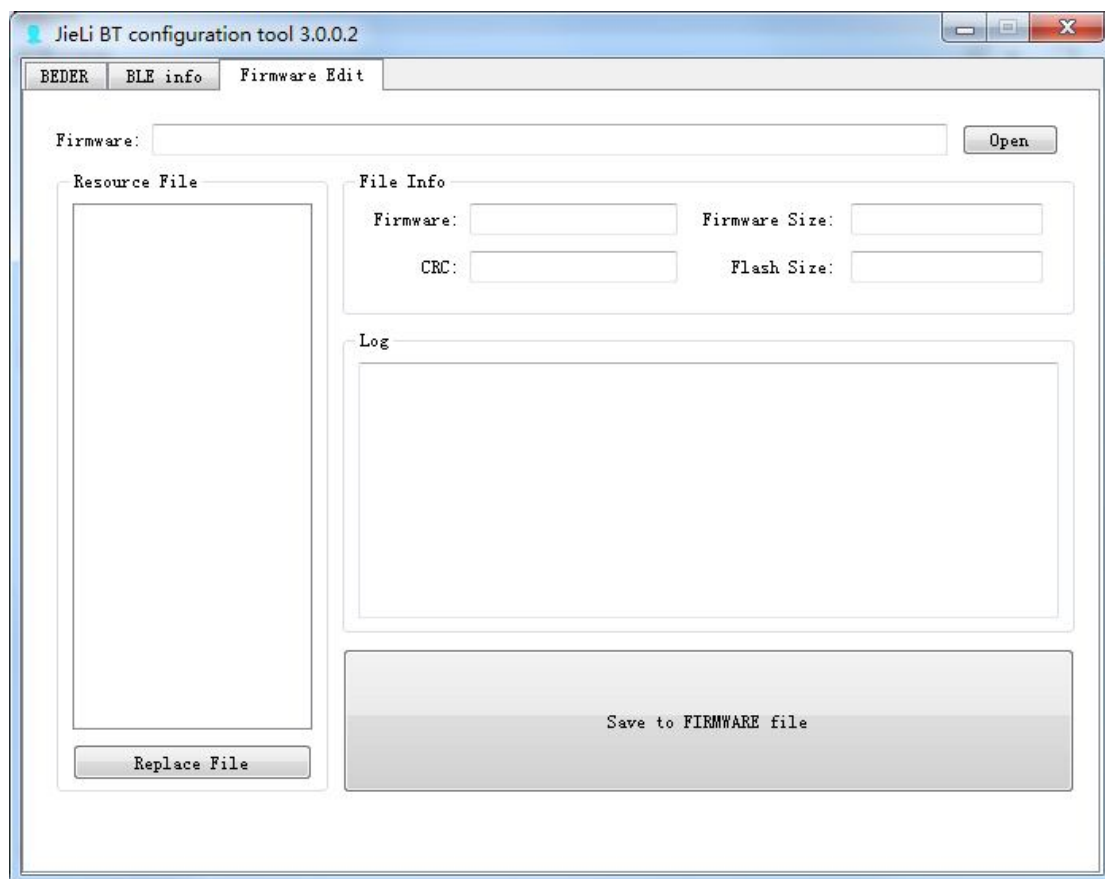 JieLi BT configuration tool 3.0.0.2
BEDER BLE info Firmware Edit
Firmware: Open
Resource File
File Info
Firmware: Firmware Size:
CRC: Flash Size:
Log
Save to FIRMWARE file
Replace File